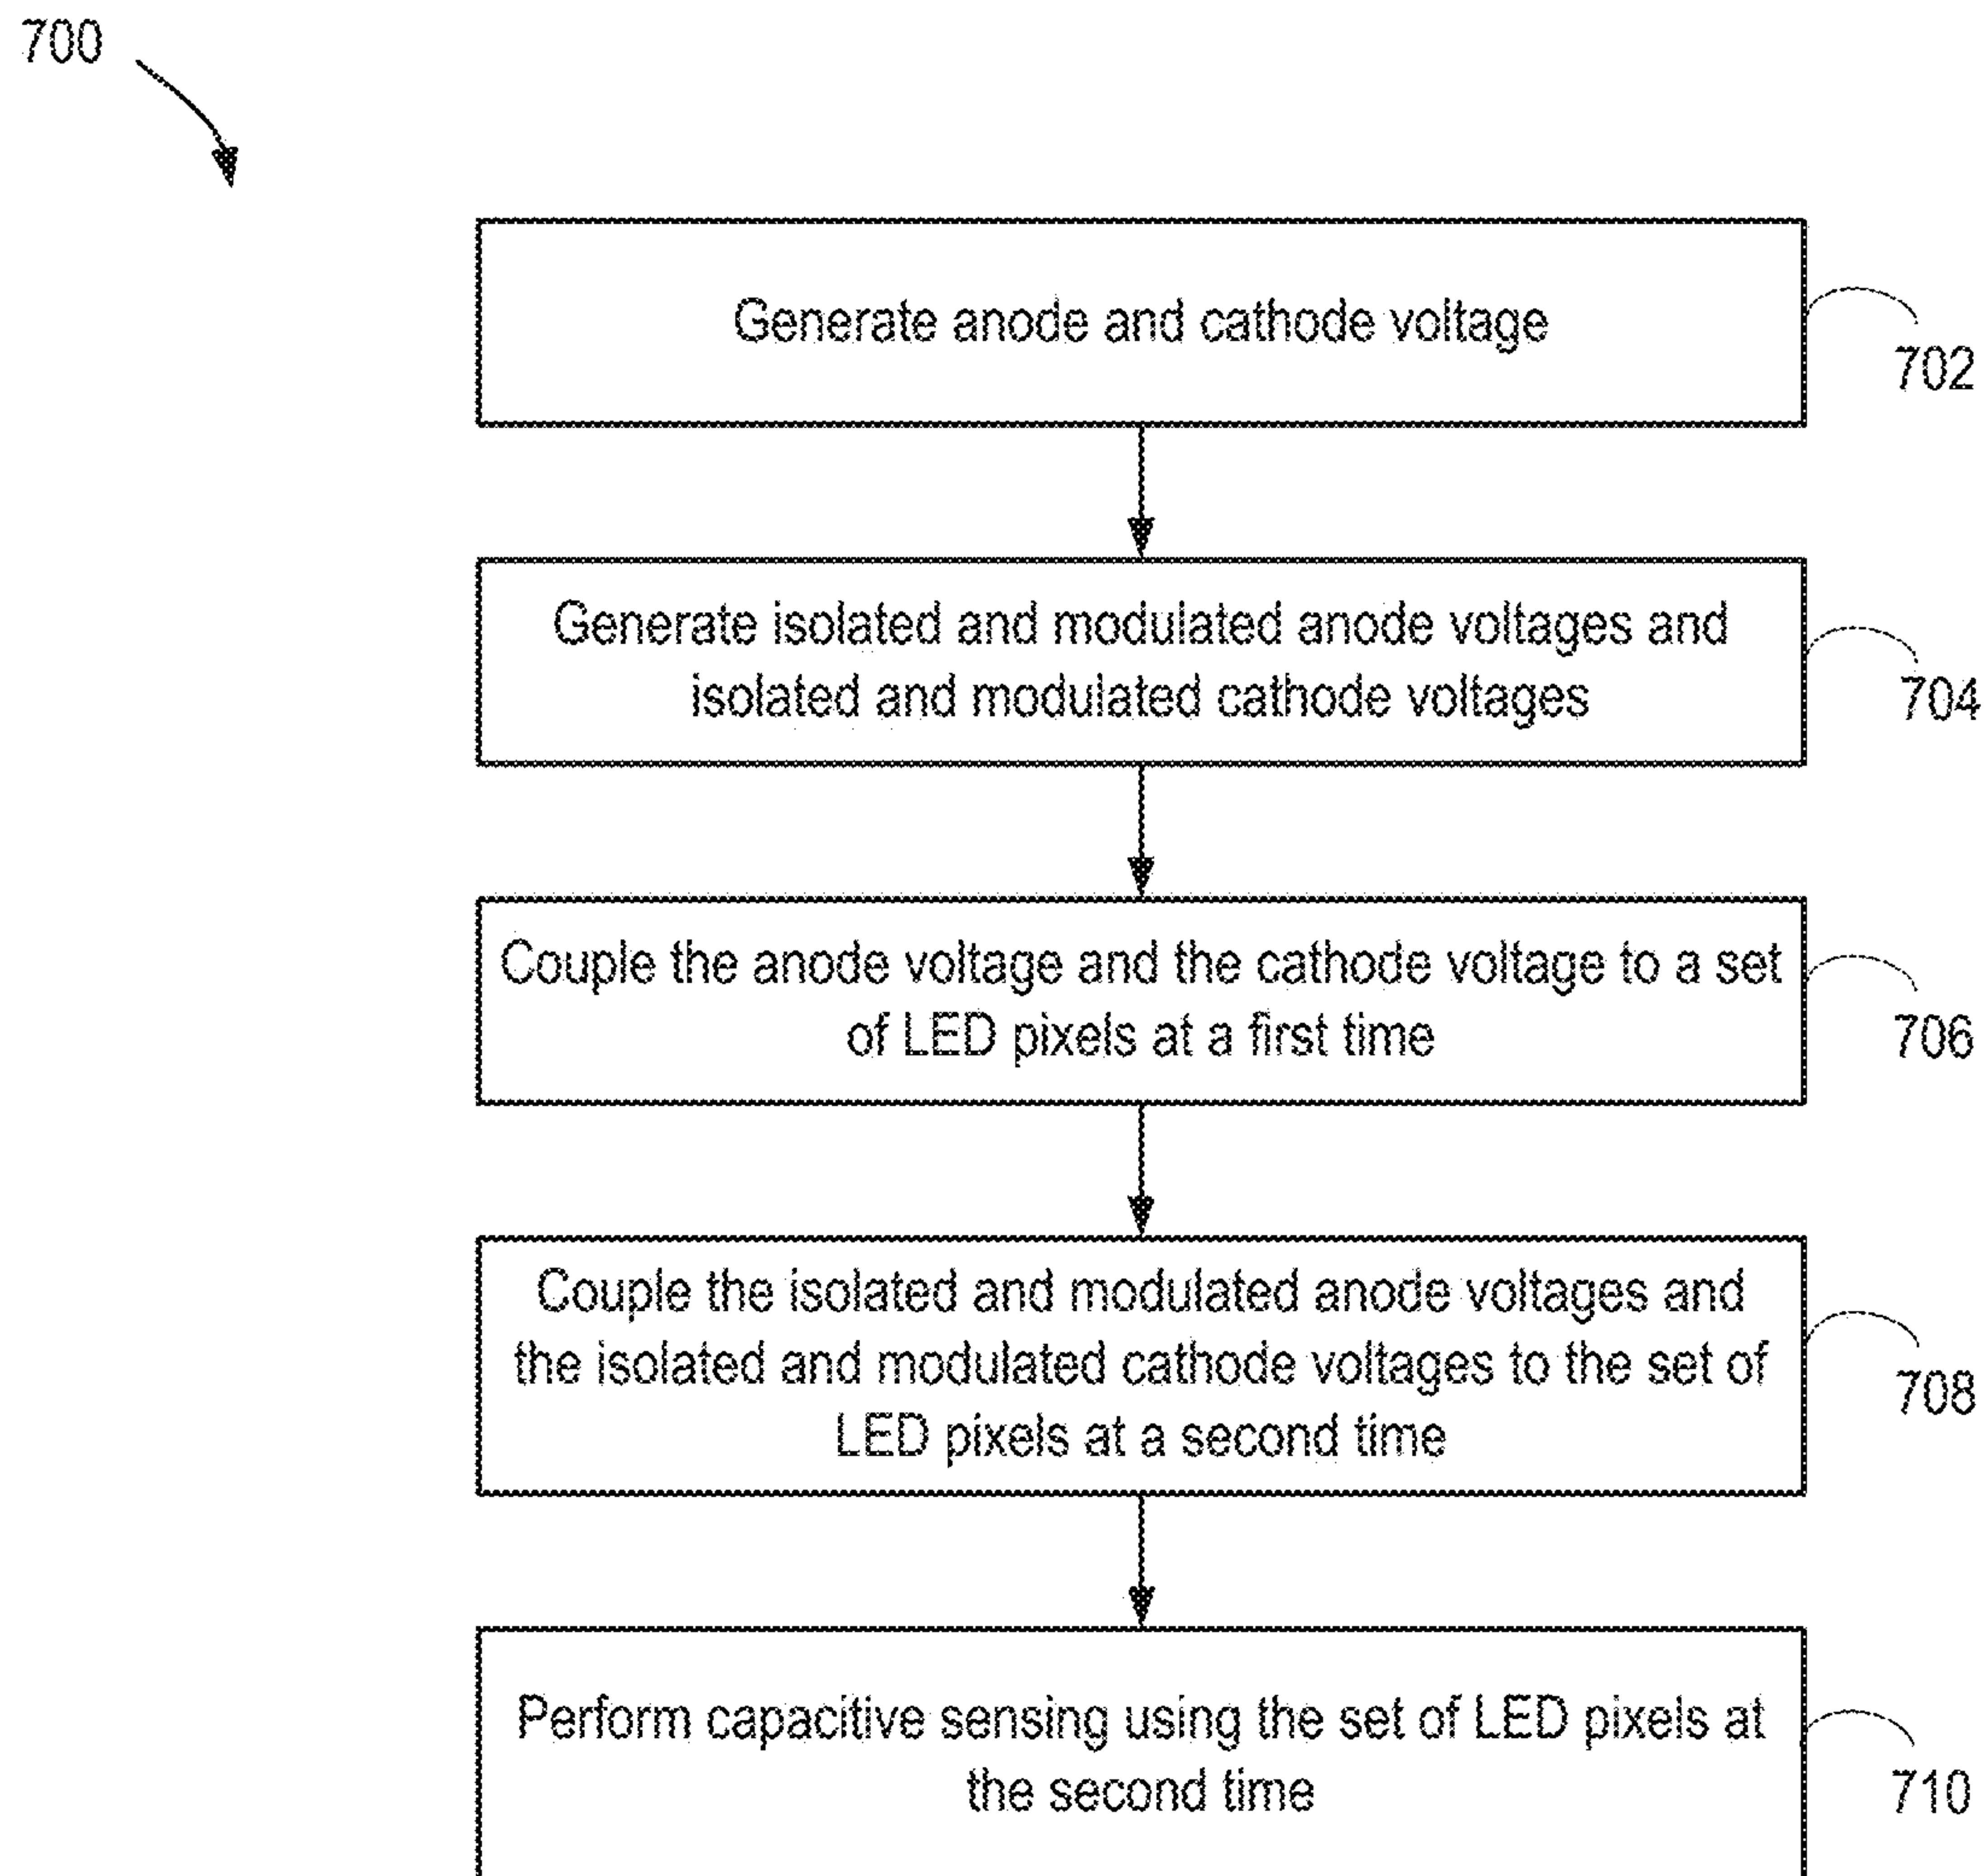 700
Generate anode and cathode voltage
702
Generate isolated and modulated anode voltages and
isolated and modulated cathode voltages
704
Couple the anode voltage and the cathode voltage to a set
of LED pixels at a first time
706
Couple the isolated and modulated anode voltages and
the isolated and modulated cathode voltages to the set of
LED pixels at a second time
708
Perform capacitive sensing using the set of LED pixels at
the second time
710